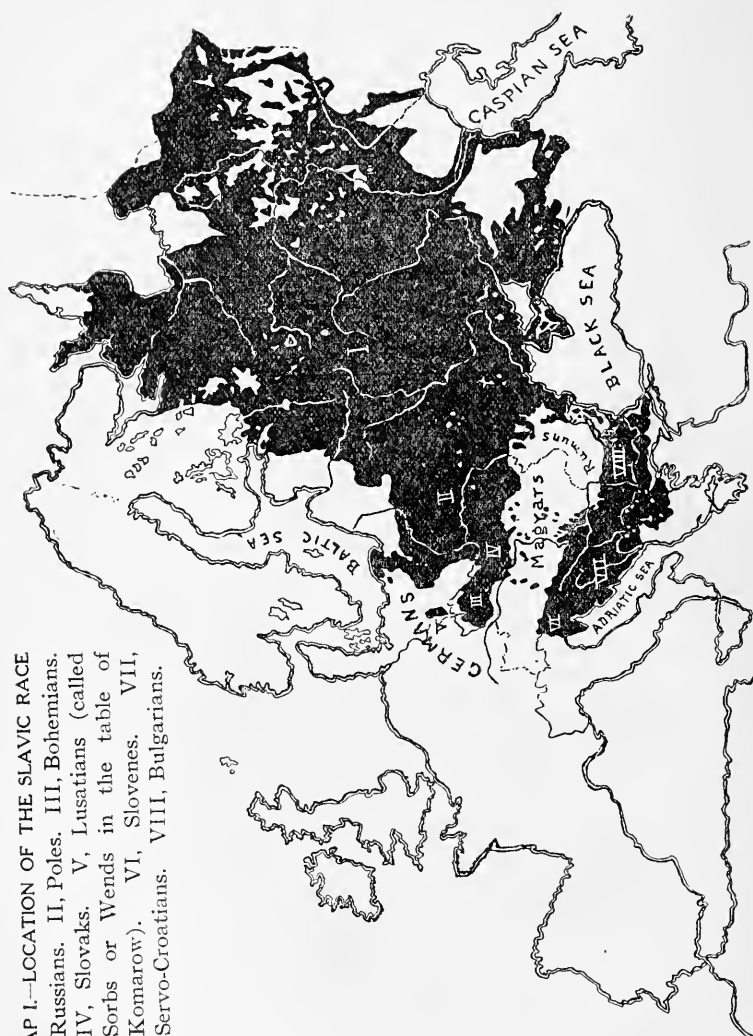 AP I.—LOCATION OF THE SLAVIC RACE
Russians. II, Poles. III, Bohemians.
IV, Slovaks. V, Lusatians (called
Sorbs or Wends in the table of
Komarow). VI, Slovenes. VII,
Servo-Croatians. VIII, Bulgarians.
CASPIAN SEA
BLACK SEA
BALTIC SEA
ADRIATIC SEA
GERMANS
Magyars
Rumuns
I
II
III
IV
V
VI
VII
VIII